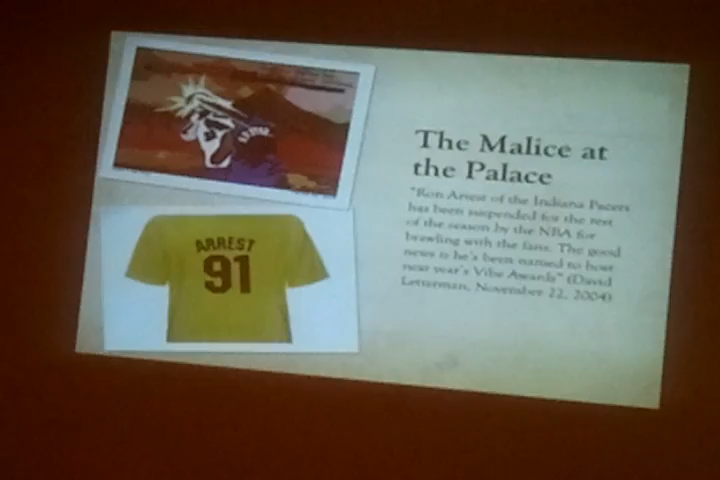 The Malice at
the Palace
"Ron Artest of the Indiana Pacers
has been suspended for the rest
of the season by the NBA for
brawling with the fans. The good
news is he's been named to host
next year's Vibe Awards" (David
Letterman, November 22, 2004)
ARREST
91